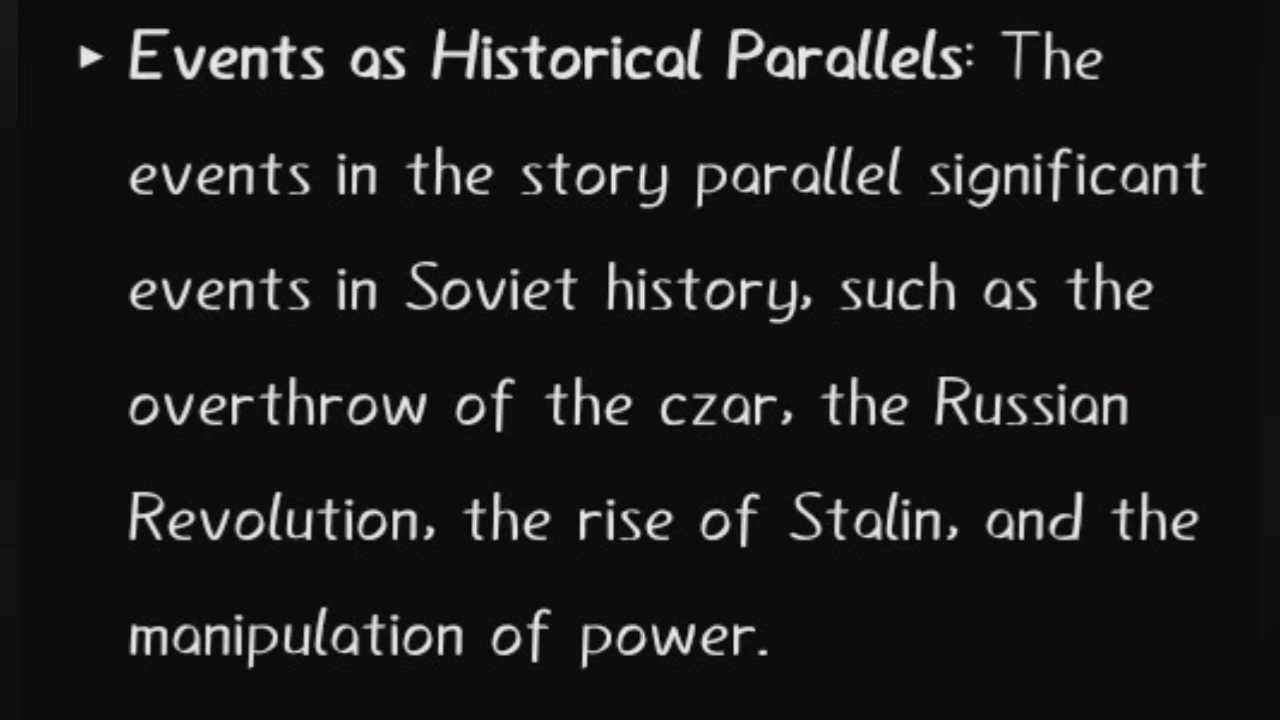 ▸ Events as Historical Parallels: The
events in the story parallel significant
events in Soviet history, such as the
overthrow of the czar, the Russian
Revolution, the rise of Stalin, and the
manipulation of power.